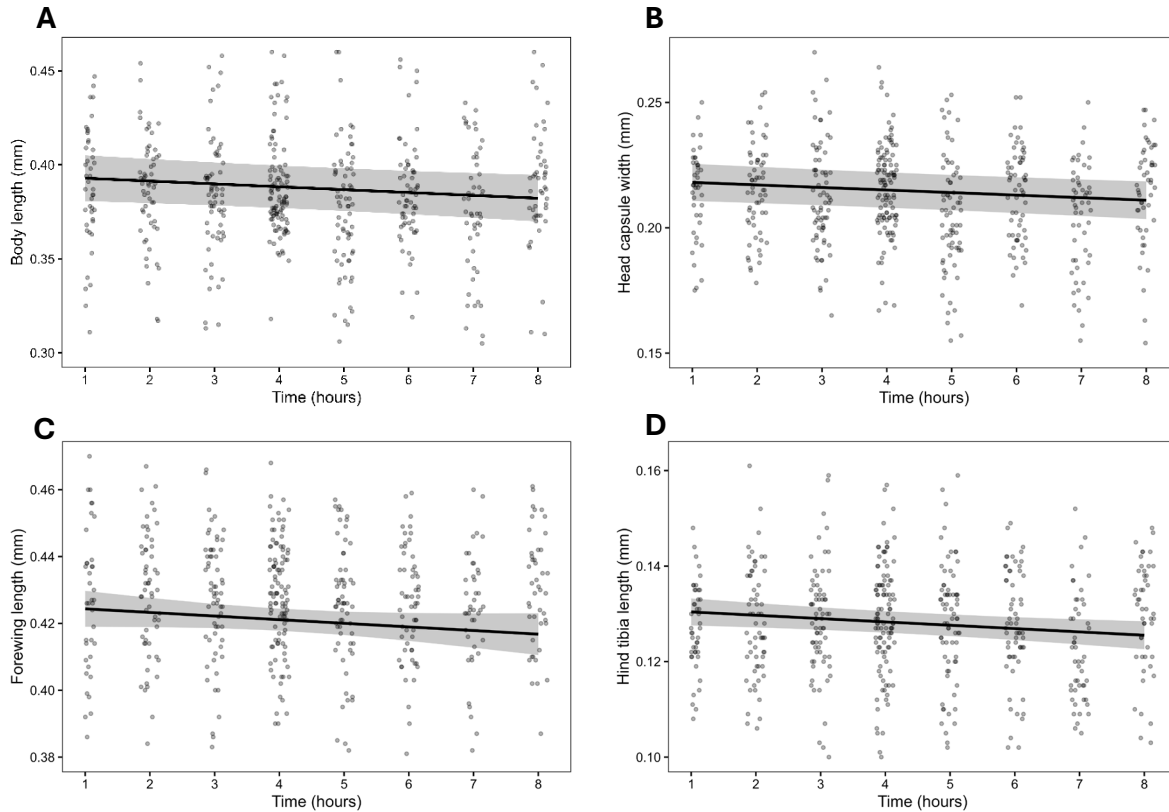 A
Body length (mm)
0.45
0.40
0.35
0.30
1 2 3 4 5 6 7 8
Time (hours)
B
Head capsule width (mm)
0.25
0.20
0.15
1 2 3 4 5 6 7 8
Time (hours)
C
Forewing length (mm)
0.46
0.44
0.42
0.40
0.38
1 2 3 4 5 6 7 8
Time (hours)
D
Hind tibia length (mm)
0.16
0.14
0.12
0.10
1 2 3 4 5 6 7 8
Time (hours)